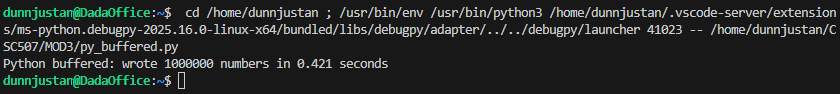 dunnjustan@DadaOffice:~$  cd /home/dunnjustan ; /usr/bin/env /usr/bin/python3 /home/dunnjustan/.vscode-server/extension
s/ms-python.debugpy-2025.16.0-linux-x64/bundled/libs/debugpy/adapter/../../debugpy/launcher 41023 -- /home/dunnjustan/C
SC507/MOD3/py_buffered.py
Python buffered: wrote 1000000 numbers in 0.421 seconds
dunnjustan@DadaOffice:~$